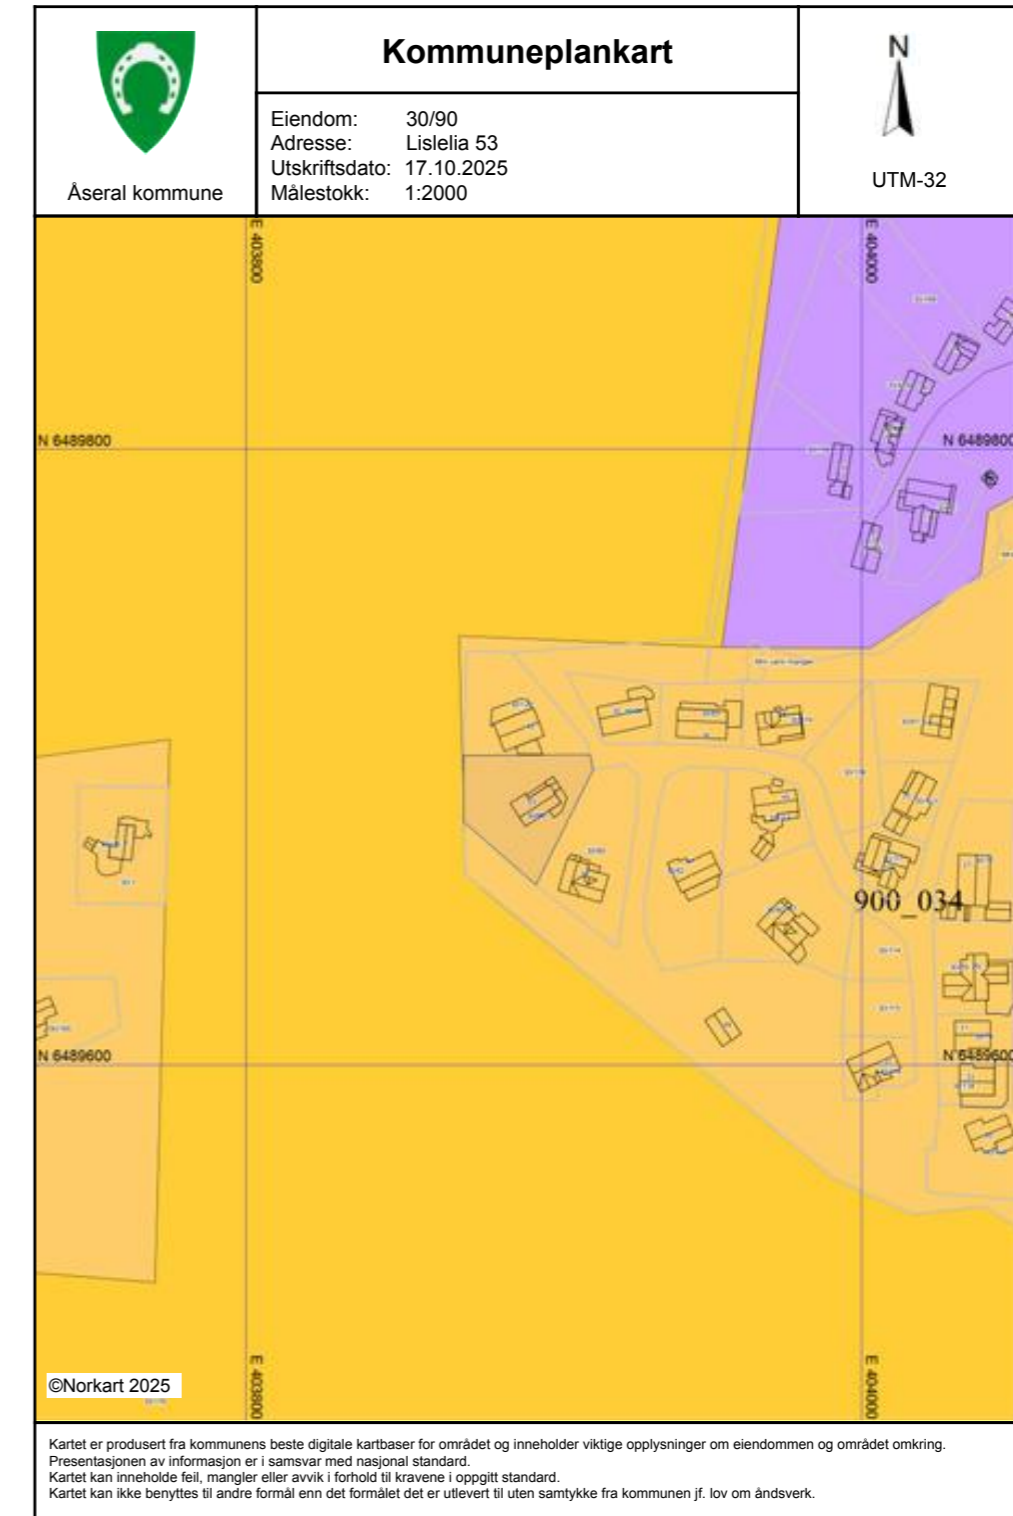 Kommuneplankart
Åseral kommune
Eiendom: 30/90
Adresse: Lislelia 53
Utskriftsdato: 17.10.2025
Målestokk: 1:2000
N
UTM-32
E 403800
E 404000
N 6489800
N 6489800
900_034
N 6489600
N 6489600
E 403800
E 404000
©Norkart 2025
Kartet er produsert fra kommunens beste digitale kartbaser for området og inneholder viktige opplysninger om eiendommen og området omkring.
Presentasjonen av informasjon er i samsvar med nasjonal standard.
Kartet kan inneholde feil, mangler eller avvik i forhold til kravene i oppgitt standard.
Kartet kan ikke benyttes til andre formål enn det formålet det er utlevert til uten samtykke fra kommunen jf. lov om åndsverk.